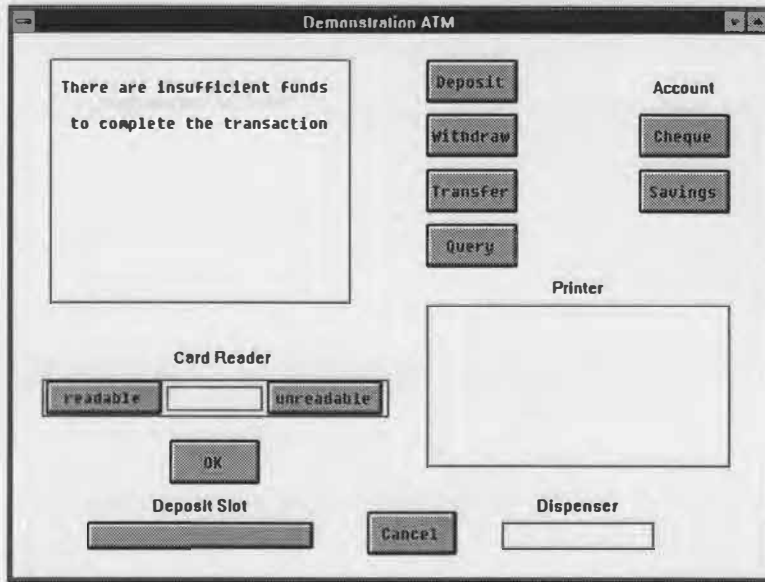 Demonstration ATM
There are insufficient funds
to complete the transaction
Deposit
Withdraw
Transfer
Query
Account
Cheque
Savings
Printer
Card Reader
readable
unreadable
OK
Deposit Slot
Cancel
Dispenser